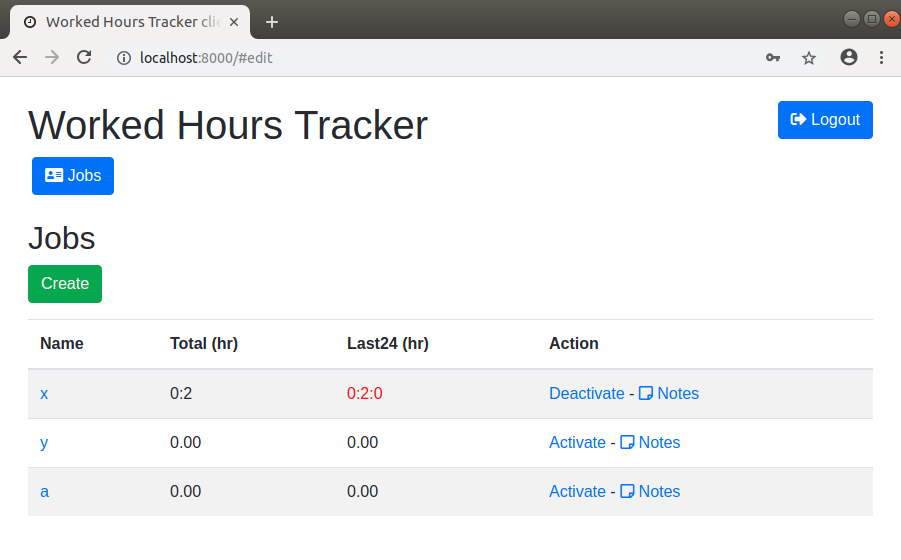 Worked Hours Tracker clie
localhost:8000/#edit
Worked Hours Tracker
Logout
Jobs
Jobs
Create
Name Total (hr) Last24 (hr) Action
x 0:2 0:2:0 Deactivate - Notes
y 0.00 0.00 Activate - Notes
a 0.00 0.00 Activate - Notes